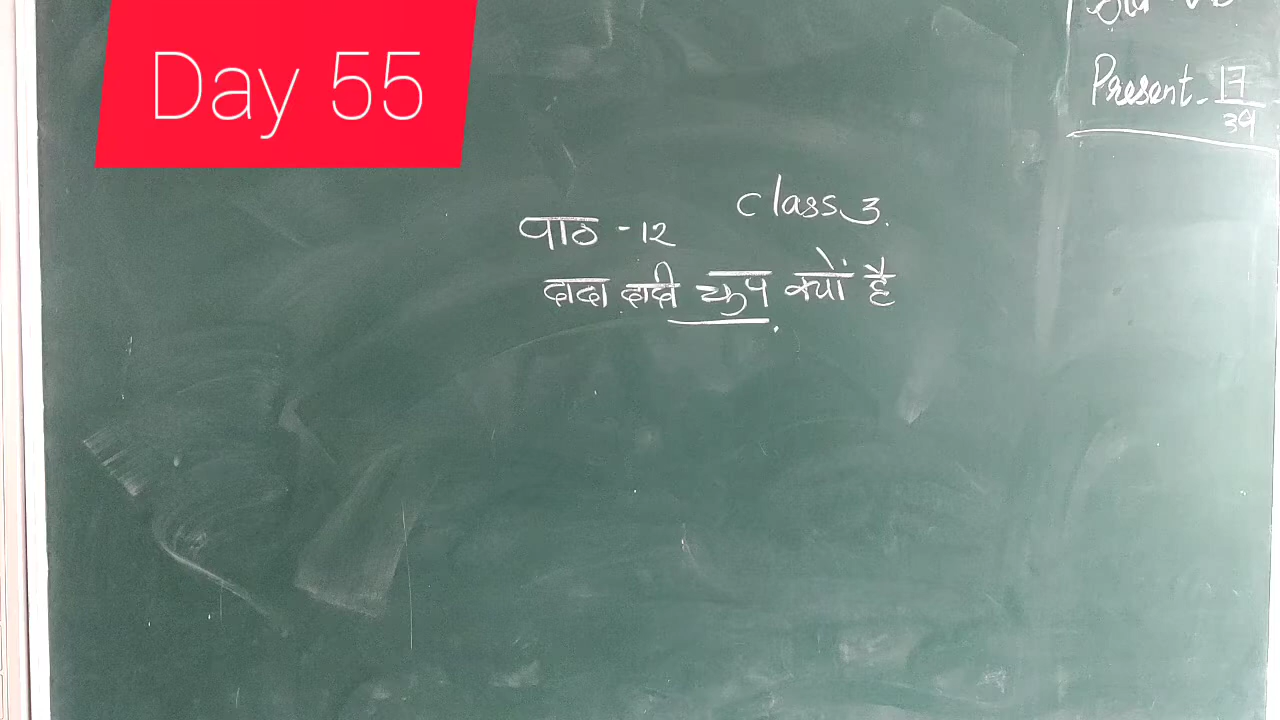 Day 55
Present - 17
39
Class 3.
पाठ - 12
दादा दादी चुप क्यों है